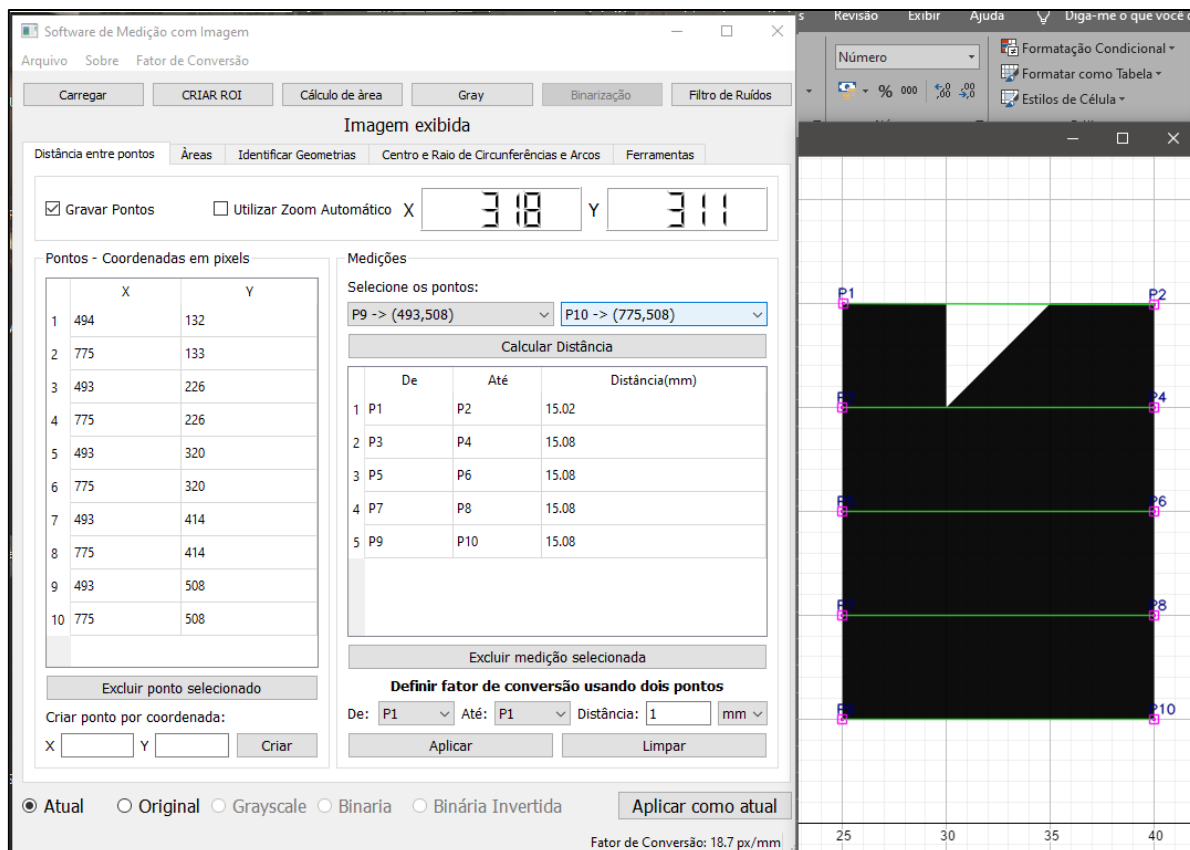 Software de Medição com Imagem
Arquivo Sobre Fator de Conversão
Carregar CRIAR ROI Cálculo de àrea Gray Binarização Filtro de Ruídos
Imagem exibida
Distância entre pontos Àreas Identificar Geometrias Centro e Raio de Circunferências e Arcos Ferramentas
Gravar Pontos Utilizar Zoom Automático X 318 Y 311
Pontos - Coordenadas em pixels
X Y
1 494 132
2 775 133
3 493 226
4 775 226
5 493 320
6 775 320
7 493 414
8 775 414
9 493 508
10 775 508
Excluir ponto selecionado
Criar ponto por coordenada:
X Y Criar
Medições
Selecione os pontos:
P9 -> (493,508) P10 -> (775,508)
Calcular Distância
De Até Distância(mm)
1 P1 P2 15.02
2 P3 P4 15.08
3 P5 P6 15.08
4 P7 P8 15.08
5 P9 P10 15.08
Excluir medição selecionada
Definir fator de conversão usando dois pontos
De: P1 Até: P1 Distância: 1 mm
Aplicar Limpar
Atual Original Grayscale Binaria Binária Invertida Aplicar como atual
Fator de Conversão: 18.7 px/mm
Revisão Exibir Ajuda Diga-me o que você
Número
% 000 ,00 ,00
Formatação Condicional
Formatar como Tabela
Estilos de Célula
P1 P2
P4
P6
P8
P10
25 30 35 40